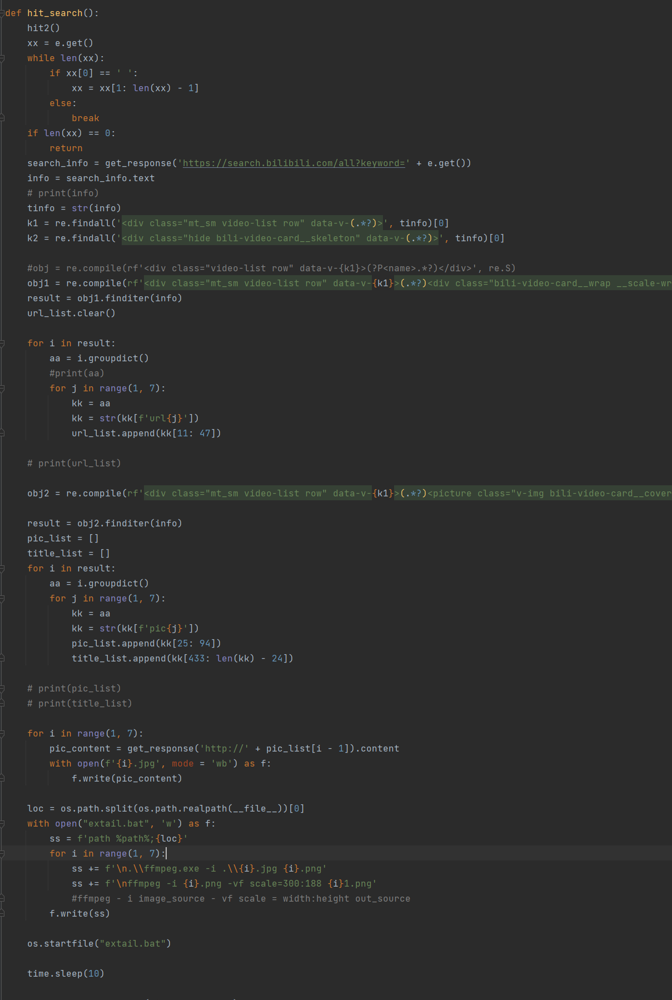 def hit_search():
    hit2()
    xx = e.get()
    while len(xx):
        if xx[0] == ' ':
            xx = xx[1: len(xx) - 1]
        else:
            break
    if len(xx) == 0:
        return
    search_info = get_response('https://search.bilibili.com/all?keyword=' + e.get())
    info = search_info.text
    # print(info)
    tinfo = str(info)
    k1 = re.findall('<div class="mt_sm video-list row" data-v-(.*?)>', tinfo)[0]
    k2 = re.findall('<div class="hide bili-video-card__skeleton" data-v-(.*?)>', tinfo)[0]
    #obj = re.compile(rf'<div class="video-list row" data-v-{k1}>(?P<name>.*?)</div>', re.S)
    obj1 = re.compile(rf'<div class="mt_sm video-list row" data-v-{k1}>(.*?)<div class="bili-video-card__wrap __scale-wr
    result = obj1.finditer(info)
    url_list.clear()
    for i in result:
        aa = i.groupdict()
        #print(aa)
        for j in range(1, 7):
            kk = aa
            kk = str(kk[f'url{j}'])
            url_list.append(kk[11: 47])
    # print(url_list)
    obj2 = re.compile(rf'<div class="mt_sm video-list row" data-v-{k1}>(.*?)<picture class="v-img bili-video-card__cover
    result = obj2.finditer(info)
    pic_list = []
    title_list = []
    for i in result:
        aa = i.groupdict()
        for j in range(1, 7):
            kk = aa
            kk = str(kk[f'pic{j}'])
            pic_list.append(kk[25: 94])
            title_list.append(kk[433: len(kk) - 24])
    # print(pic_list)
    # print(title_list)
    for i in range(1, 7):
        pic_content = get_response('http://' + pic_list[i - 1]).content
        with open(f'{i}.jpg', mode = 'wb') as f:
            f.write(pic_content)
    loc = os.path.split(os.path.realpath(__file__))[0]
    with open("extail.bat", 'w') as f:
        ss = f'path %path%;{loc}'
        for i in range(1, 7):
            ss += f'\n.\\ffmpeg.exe -i .\\{i}.jpg {i}.png'
            ss += f'\nffmpeg -i {i}.png -vf scale=300:188 {i}1.png'
            #ffmpeg - i image_source - vf scale = width:height out_source
        f.write(ss)
    os.startfile("extail.bat")
    time.sleep(10)